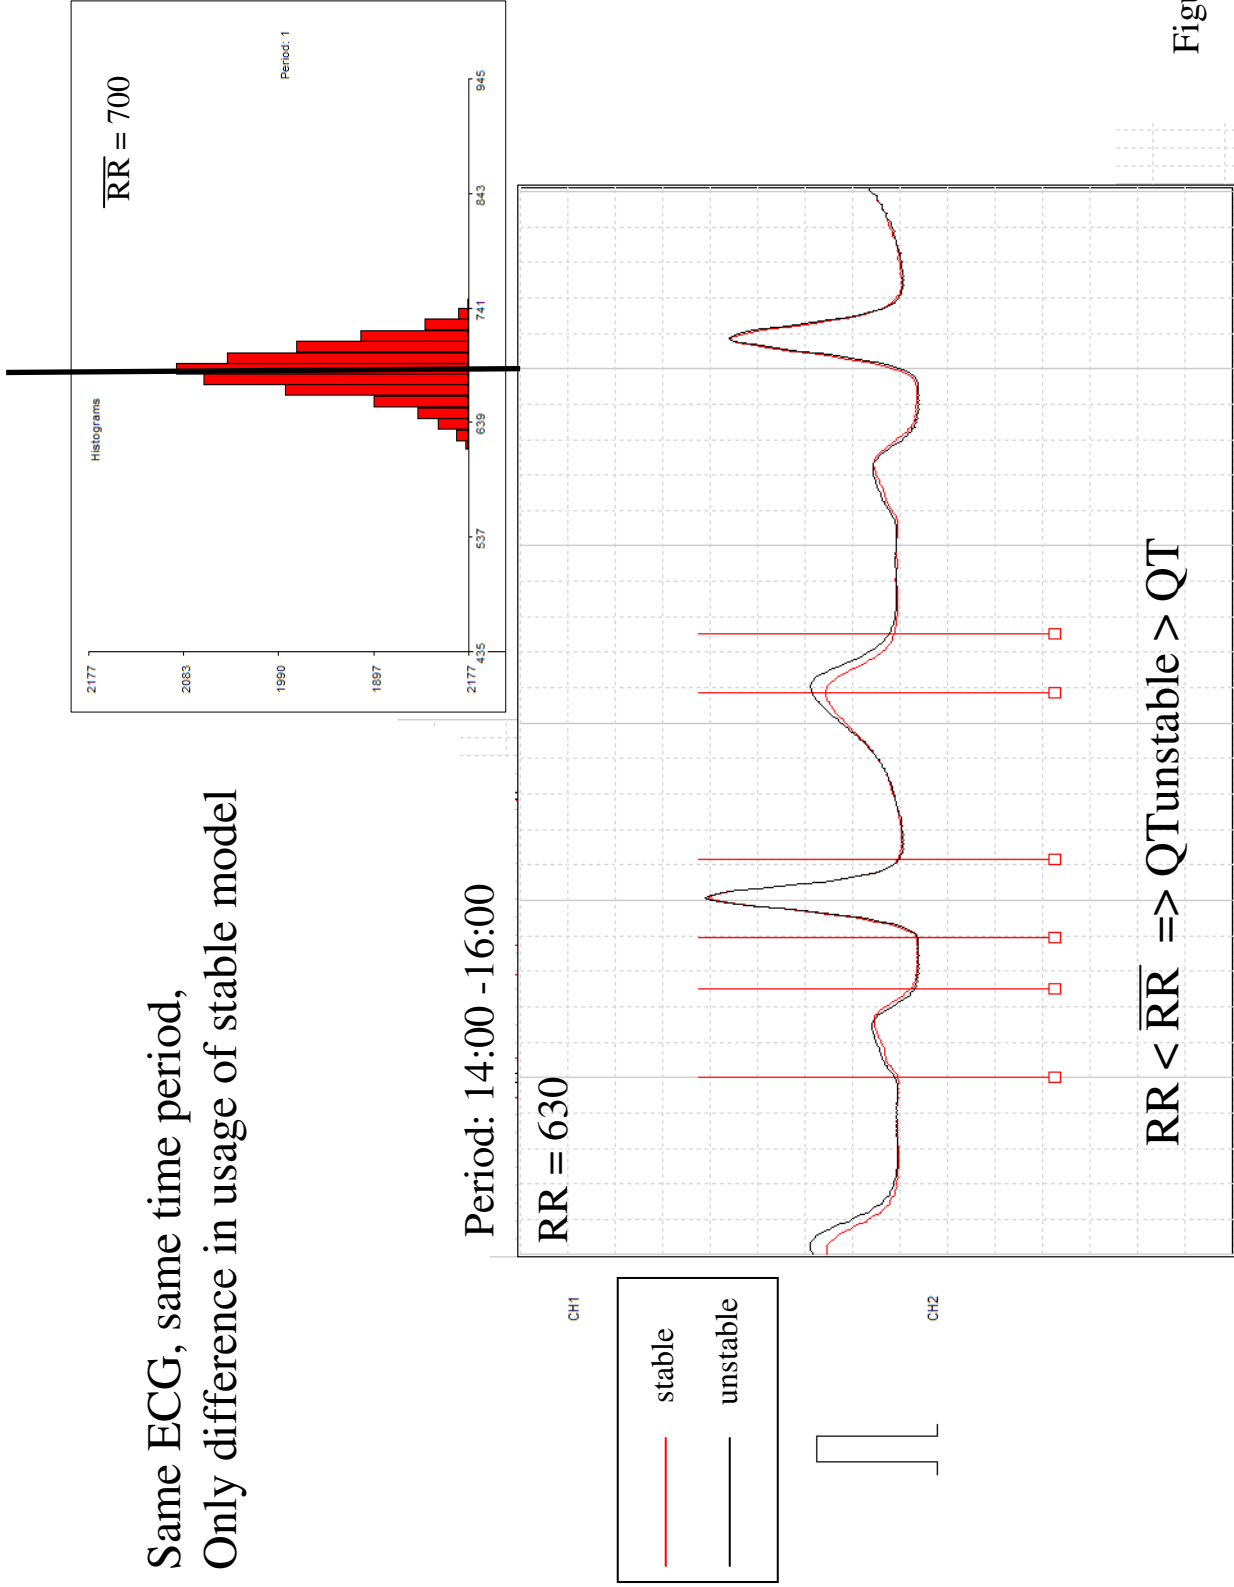 Same ECG, same time period,
Only difference in usage of stable model
Histograms
R̅R̅ = 700
Period: 1
2177
2083
1990
1897
2177
435
537
639
741
843
945
Period: 14:00 -16:00
RR = 630
CH1
CH2
stable
unstable
RR < R̅R̅ => QTunstable > QT
Figu